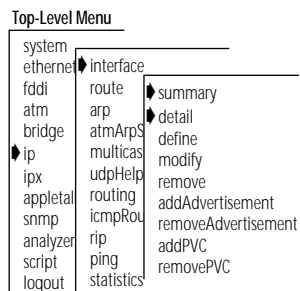 Top-Level Menu
system
ethernet
fddi
atm
bridge
ip
ipx
appletal
snmp
analyzer
script
logout
interface
route
arp
atmArpS
multicas
udpHelp
routing
icmpRou
rip
ping
statistics
summary
detail
define
modify
remove
addAdvertisement
removeAdvertisement
addPVC
removePVC